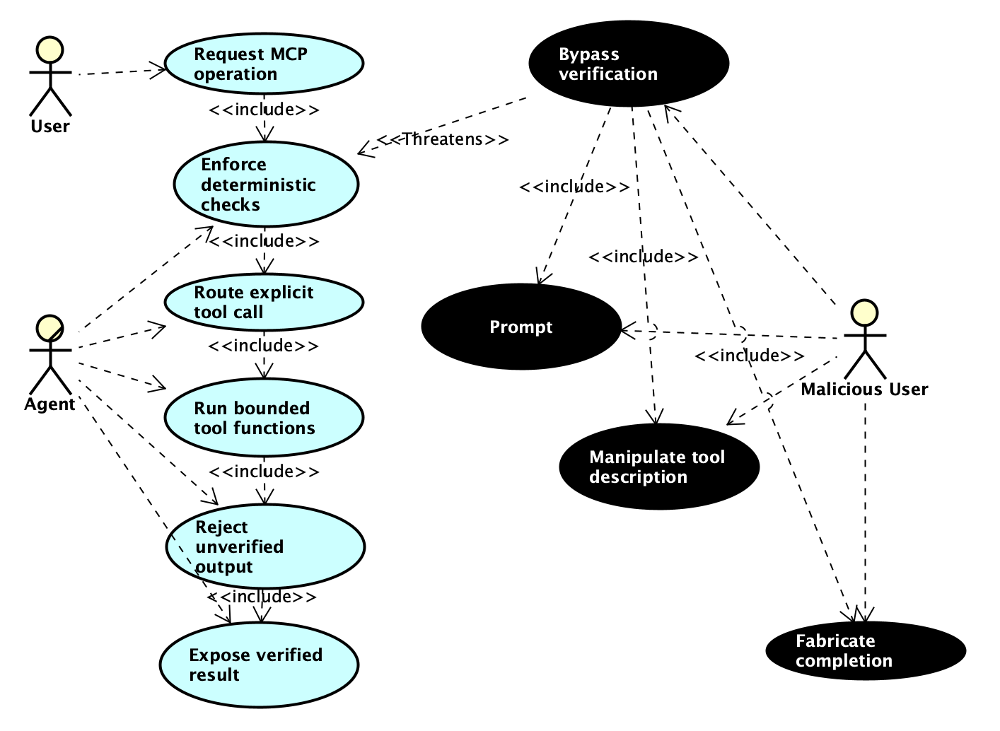 Request MCP
operation
User
<<include>>
Enforce
deterministic
checks
<<include>>
Route explicit
tool call
<<include>>
Agent
Run bounded
tool functions
<<include>>
Reject
unverified
output
<<include>>
Expose verified
result
Bypass
verification
<<Threatens>>
<<include>>
<<include>>
Prompt
<<include>>
Malicious User
Manipulate tool
description
Fabricate
completion